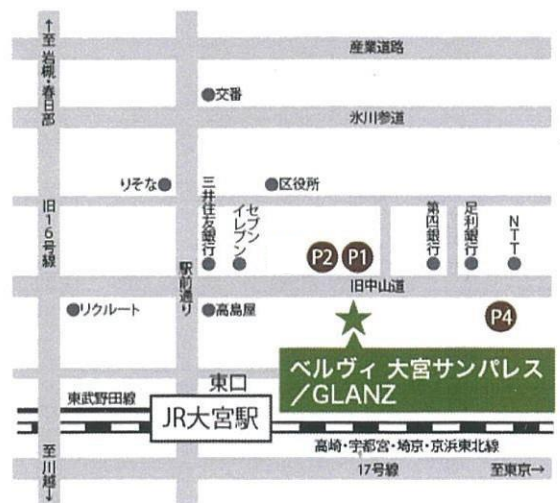 ↑至 岩槻・春日部
産業道路
交番
氷川参道
りそな
区役所
旧16号線
三井住友銀行
セブン
イレブン
第四銀行
足利銀行
NTT
P2
P1
駅前通り
旧中山道
リクルート
高島屋
P4
ベルヴィ 大宮サンパレス
/GLANZ
東口
東武野田線
JR大宮駅
高崎・宇都宮・埼京・京浜東北線
至川越↓
17号線
至東京→